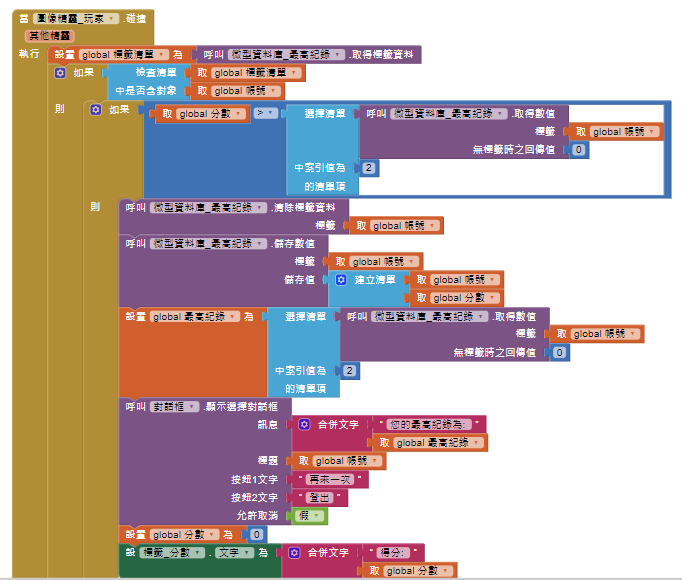 當 圖像精靈_玩家 .碰撞
其他精靈
執行 設置 global 標籤清單 為 呼叫 微型資料庫_最高記錄 .取得標籤資料
如果 檢查清單 取 global 標籤清單
中是否含對象 取 global 帳號
則 如果 取 global 分數 > 選擇清單 呼叫 微型資料庫_最高記錄 .取得數值
標籤 取 global 帳號
無標籤時之回傳值 0
中索引值為 2
的清單項
則 呼叫 微型資料庫_最高記錄 .清除標籤資料
標籤 取 global 帳號
呼叫 微型資料庫_最高記錄 .儲存數值
標籤 取 global 帳號
儲存值 建立清單 取 global 帳號
取 global 分數
設置 global 最高記錄 為 選擇清單 呼叫 微型資料庫_最高記錄 .取得數值
標籤 取 global 帳號
無標籤時之回傳值 0
中索引值為 2
的清單項
呼叫 對話框 .顯示選擇對話框
訊息 合併文字 " 您的最高記錄為: "
取 global 最高記錄
標題 取 global 帳號
按鈕1文字 " 再來一次 "
按鈕2文字 " 登出 "
允許取消 假
設置 global 分數 為 0
設 標籤_分數 . 文字 為 合併文字 " 得分: "
取 global 分數